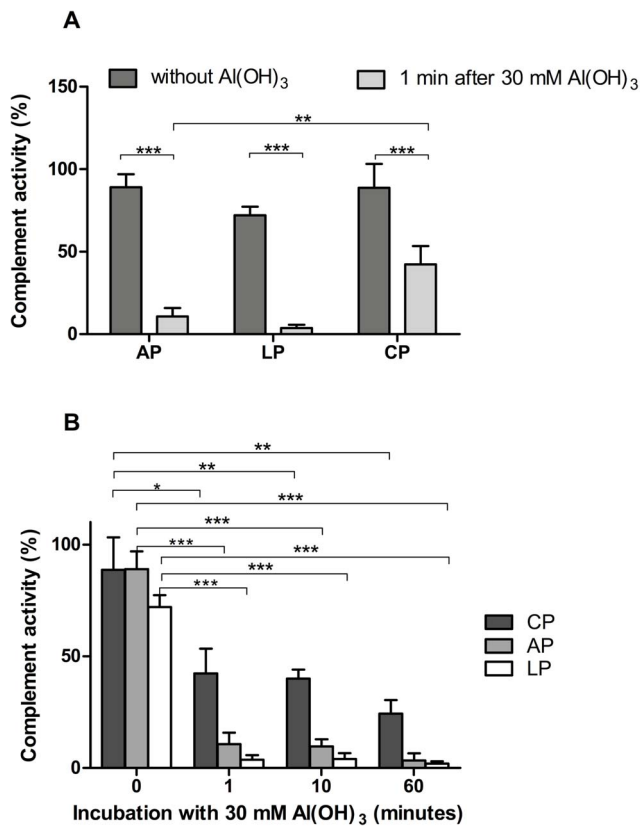 A
without Al(OH)3
1 min after 30 mM Al(OH)3
Complement activity (%)
150
100
50
0
**
***
***
***
AP
LP
CP
B
**
**
*
***
***
***
***
***
***
Complement activity (%)
100
50
0
CP
AP
LP
0
1
10
60
Incubation with 30 mM Al(OH)3 (minutes)